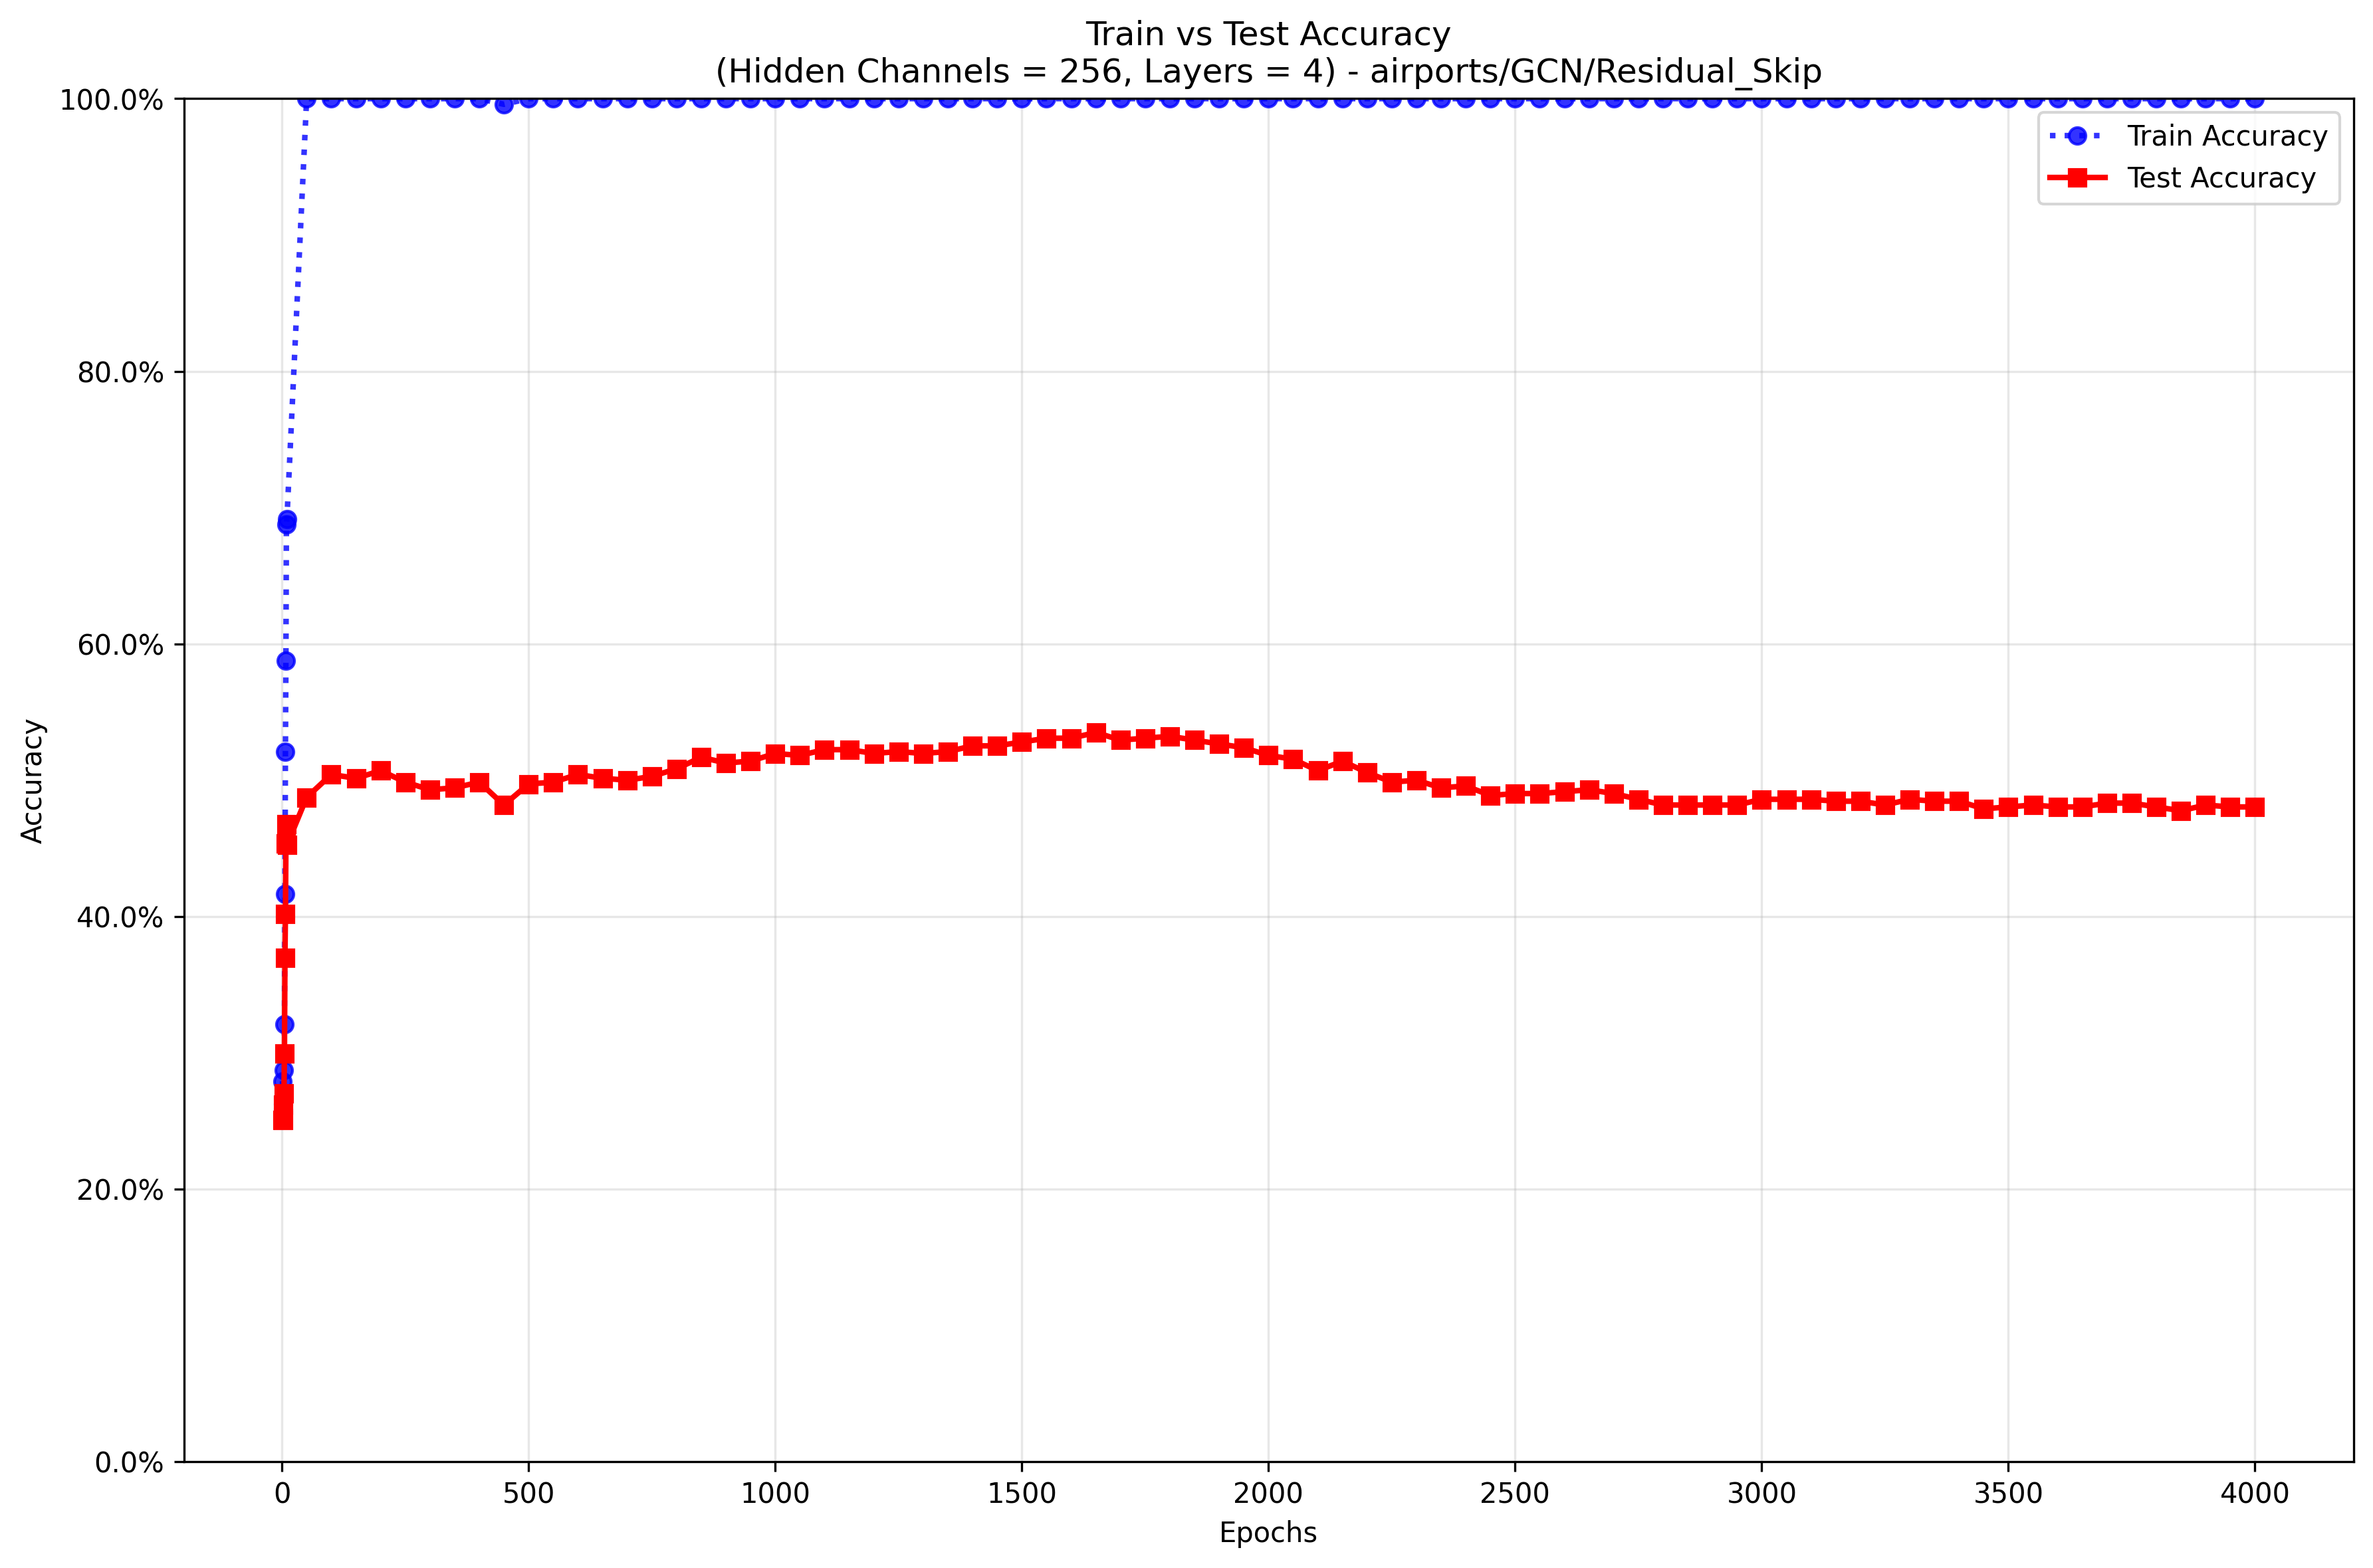 Train vs Test Accuracy
(Hidden Channels = 256, Layers = 4) - airports/GCN/Residual_Skip
100.0%
80.0%
60.0%
40.0%
20.0%
0.0%
Accuracy
Train Accuracy
Test Accuracy
0 500 1000 1500 2000 2500 3000 3500 4000
Epochs